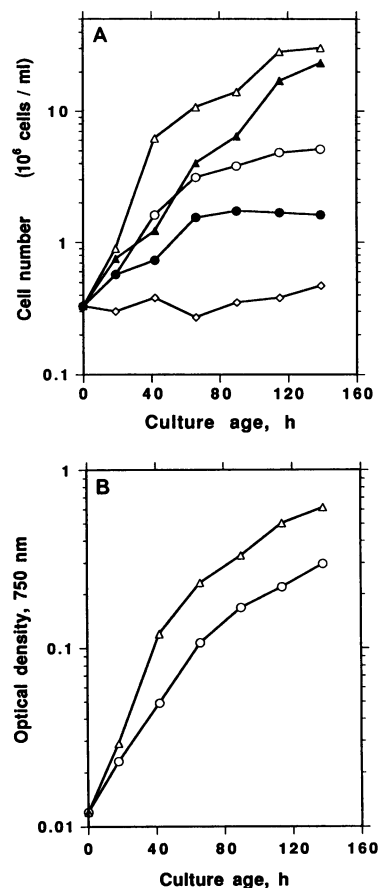 A
Cell number (10⁶ cells / ml)
10
1
0.1
0 40 80 120 160
Culture age, h
B
Optical density, 750 nm
1
0.1
0.01
0 40 80 120 160
Culture age, h